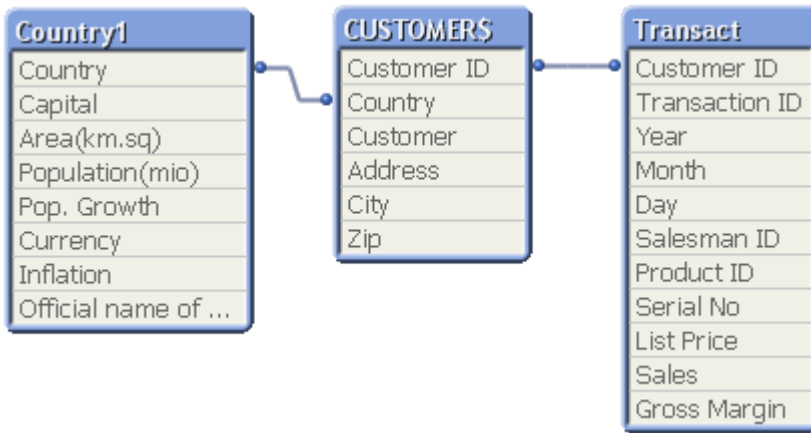 Country1
Country
Capital
Area(km.sq)
Population(mio)
Pop. Growth
Currency
Inflation
Official name of ...
CUSTOMER$
Customer ID
Country
Customer
Address
City
Zip
Transact
Customer ID
Transaction ID
Year
Month
Day
Salesman ID
Product ID
Serial No
List Price
Sales
Gross Margin